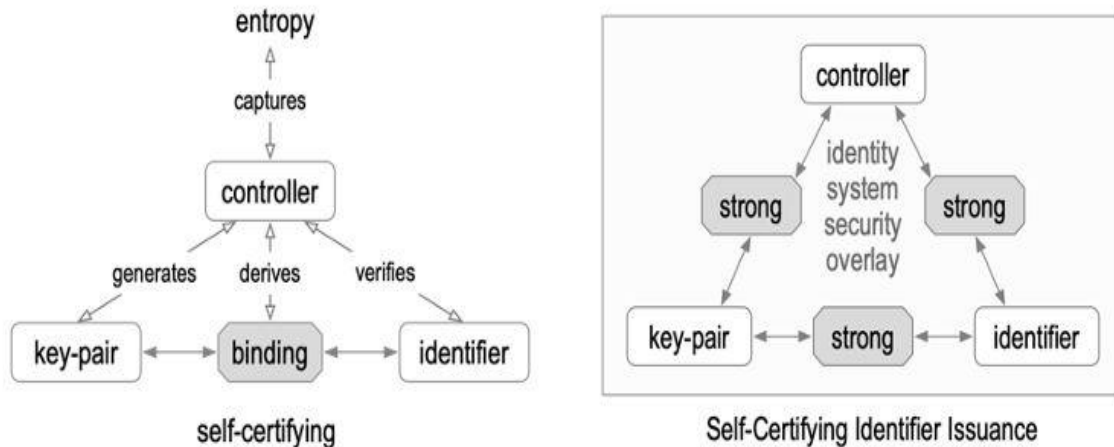 entropy
captures
controller
generates
derives
verifies
key-pair
binding
identifier
self-certifying
controller
identity
system
security
overlay
strong
strong
key-pair
strong
identifier
Self-Certifying Identifier Issuance